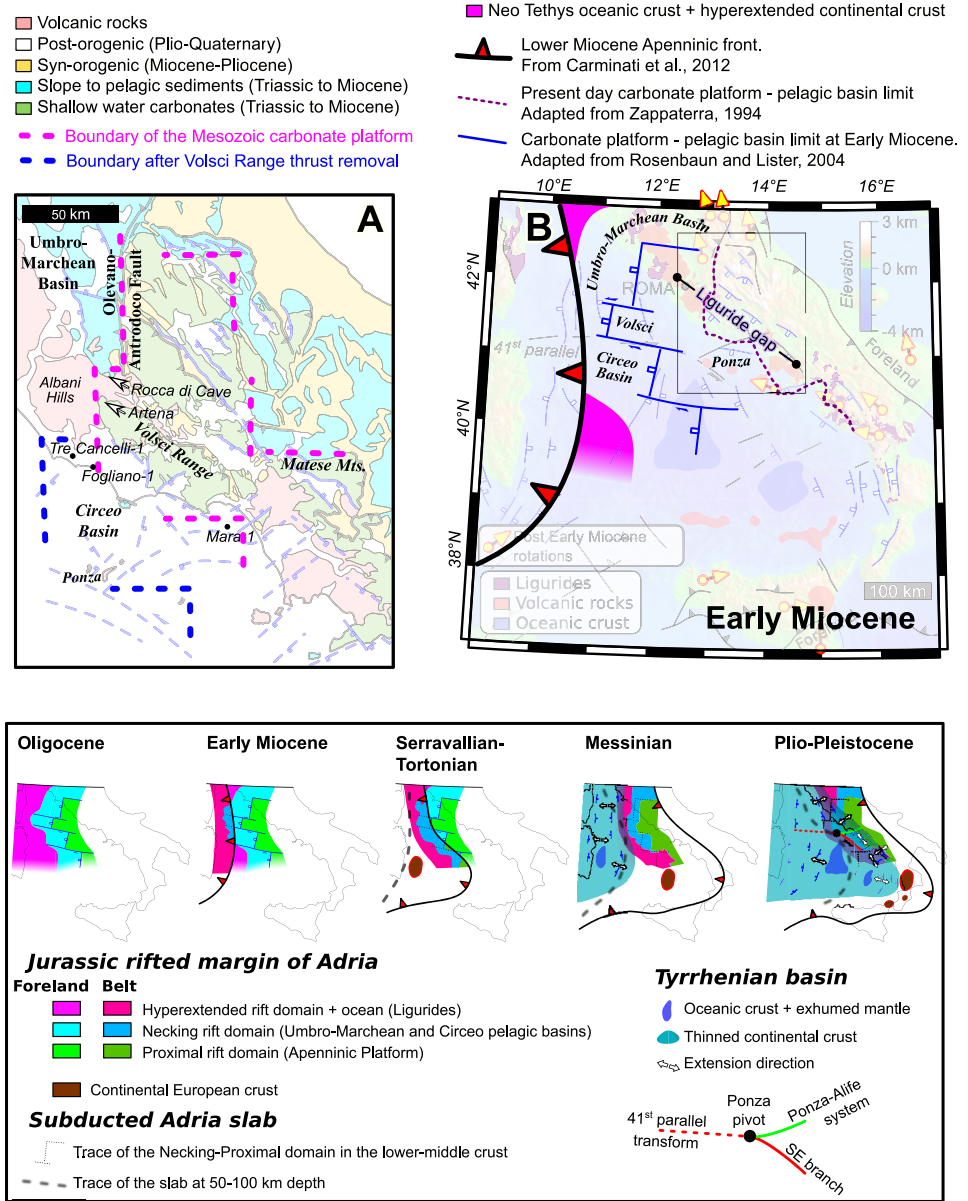 Volcanic rocks
Post-orogenic (Plio-Quaternary)
Syn-orogenic (Miocene-Pliocene)
Slope to pelagic sediments (Triassic to Miocene)
Shallow water carbonates (Triassic to Miocene)
Boundary of the Mesozoic carbonate platform
Boundary after Volsci Range thrust removal
Neo Tethys oceanic crust + hyperextended continental crust
Lower Miocene Apenninic front.
From Carminati et al., 2012
Present day carbonate platform - pelagic basin limit
Adapted from Zappaterra, 1994
Carbonate platform - pelagic basin limit at Early Miocene.
Adapted from Rosenbaun and Lister, 2004
50 km
A
Umbro-
Marchean
Basin
Olevano-
Antrodoco Fault
Albani
Hills
Rocca di Cave
Artena
Volsci Range
Tre Cancelli-1
Fogliano-1
Matese Mts.
Circeo
Basin
Mara 1
Ponza
10°E
12°E
14°E
16°E
B
Umbro-Marchean Basin
3 km
0 km
-4 km
Elevation
42°N
ROMA
Liguride gap
Volsci
41st parallel
Circeo
Basin
Ponza
Foreland
40°N
38°N
Post Early Miocene
rotations
Ligurides
Volcanic rocks
Oceanic crust
100 km
Early Miocene
Oligocene
Early Miocene
Serravallian-
Tortonian
Messinian
Plio-Pleistocene
Jurassic rifted margin of Adria
Foreland Belt
Hyperextended rift domain + ocean (Ligurides)
Necking rift domain (Umbro-Marchean and Circeo pelagic basins)
Proximal rift domain (Apenninic Platform)
Continental European crust
Subducted Adria slab
Trace of the Necking-Proximal domain in the lower-middle crust
Trace of the slab at 50-100 km depth
Tyrrhenian basin
Oceanic crust + exhumed mantle
Thinned continental crust
Extension direction
41st parallel
transform
Ponza
pivot
Ponza-Alife
system
SE branch